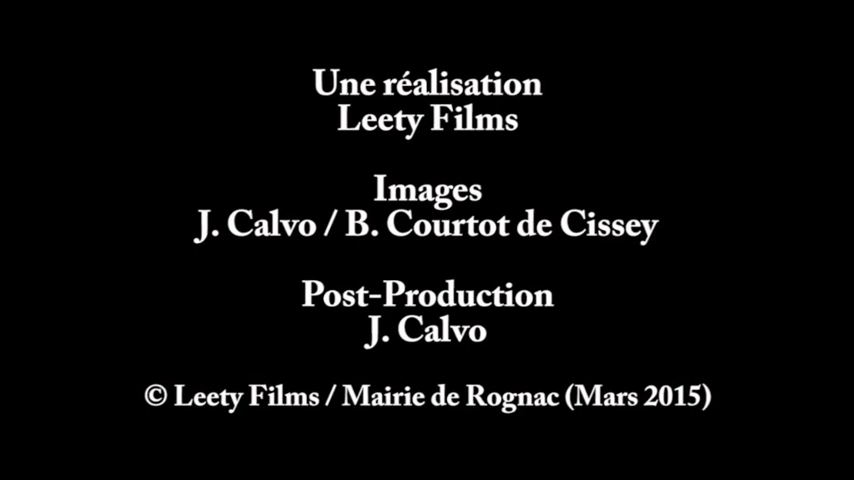 Une réalisation
Leety Films
Images
J. Calvo / B. Courtot de Cissey
Post-Production
J. Calvo
© Leety Films / Mairie de Rognac (Mars 2015)